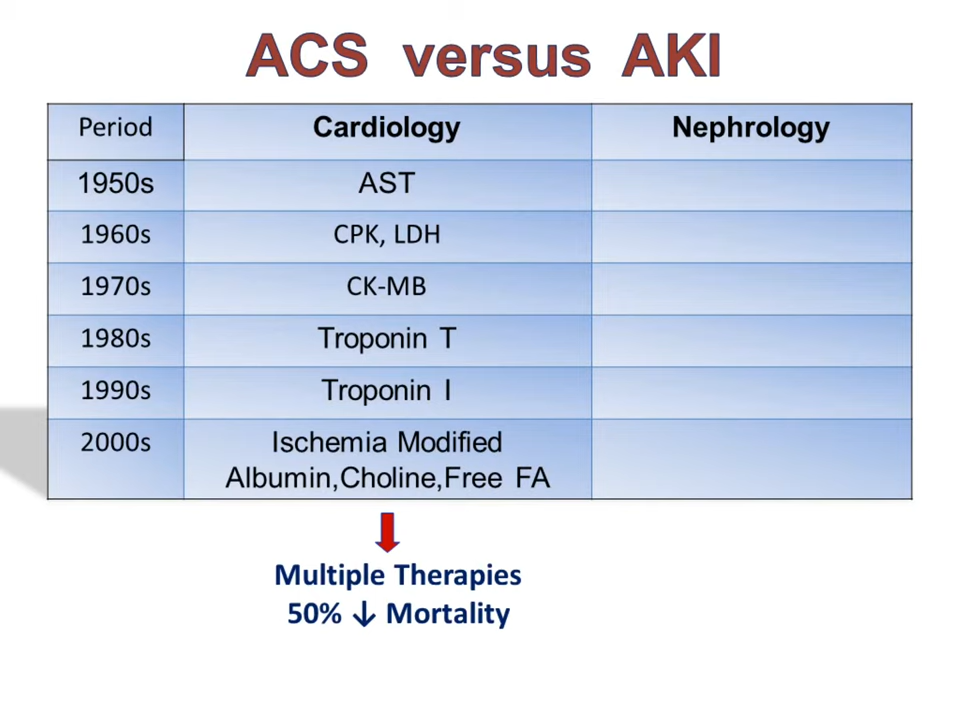 ACS versus AKI
Period Cardiology Nephrology
1950s AST
1960s CPK, LDH
1970s CK-MB
1980s Troponin T
1990s Troponin I
2000s Ischemia Modified
Albumin,Choline,Free FA
Multiple Therapies
50% ↓ Mortality